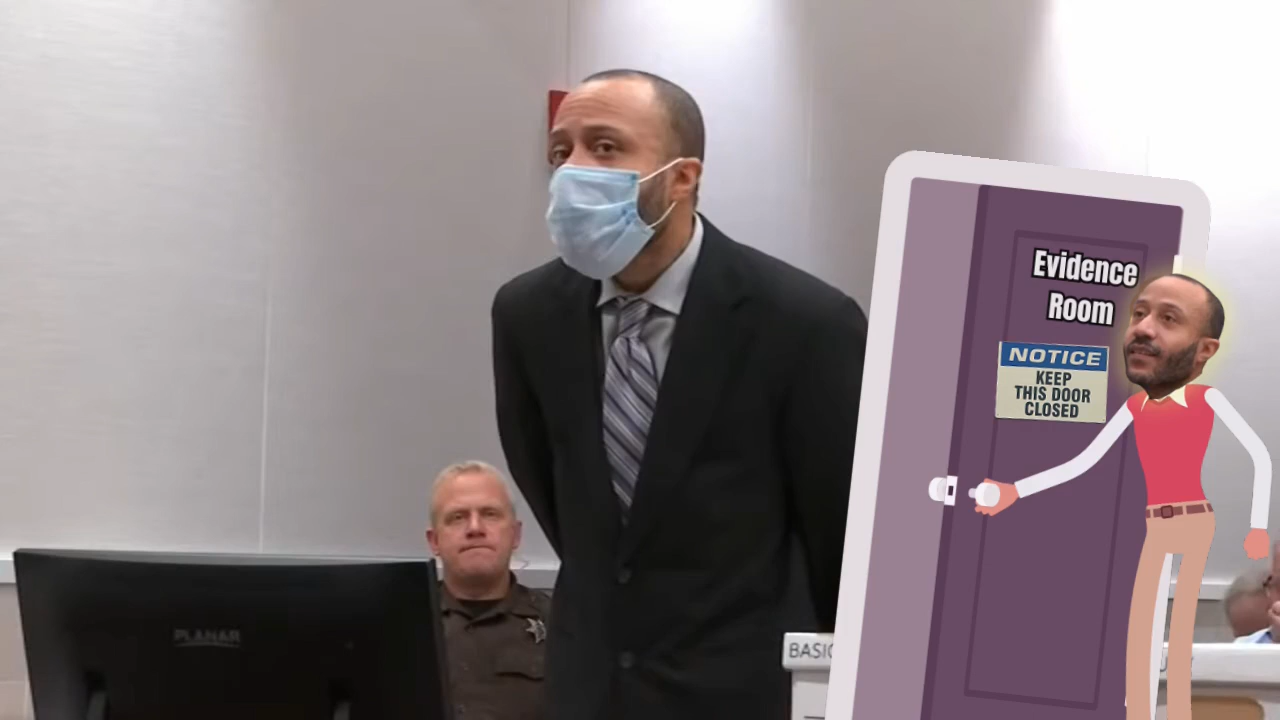 Evidence
Room
NOTICE
KEEP
THIS DOOR
CLOSED
PLANAR
BASIC